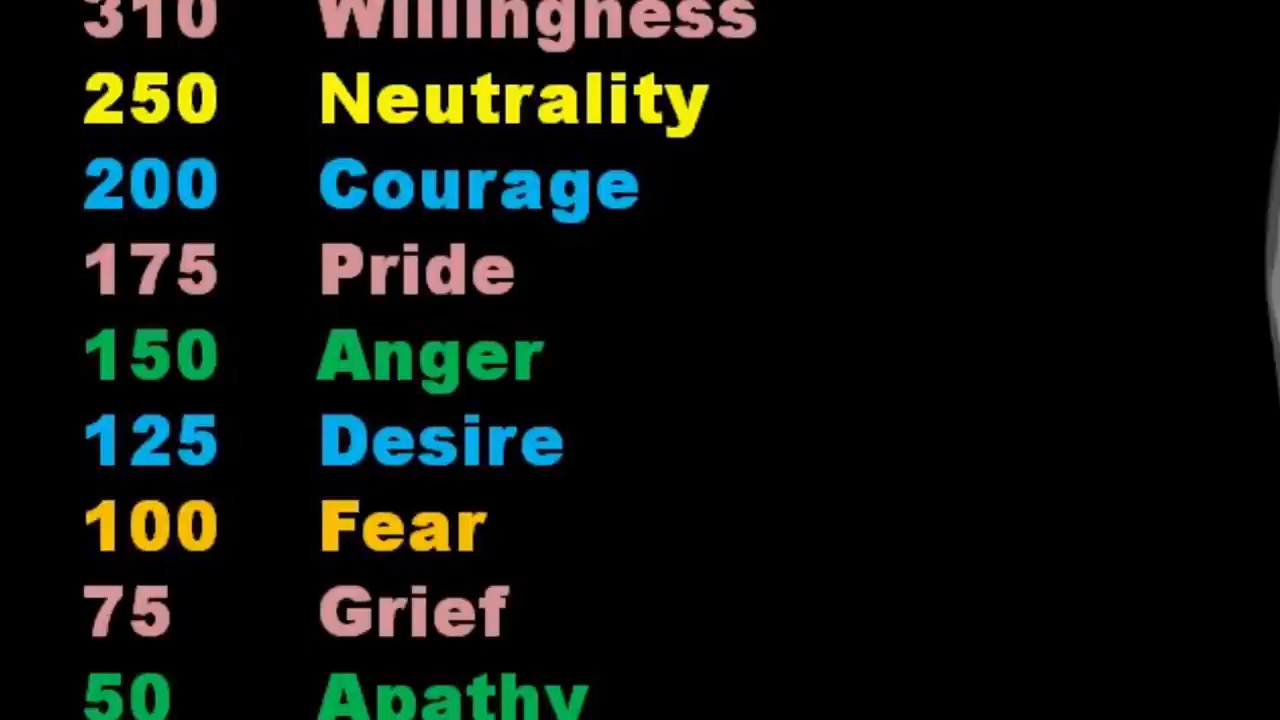 310 Willingness
250 Neutrality
200 Courage
175 Pride
150 Anger
125 Desire
100 Fear
75 Grief
50 Apathy